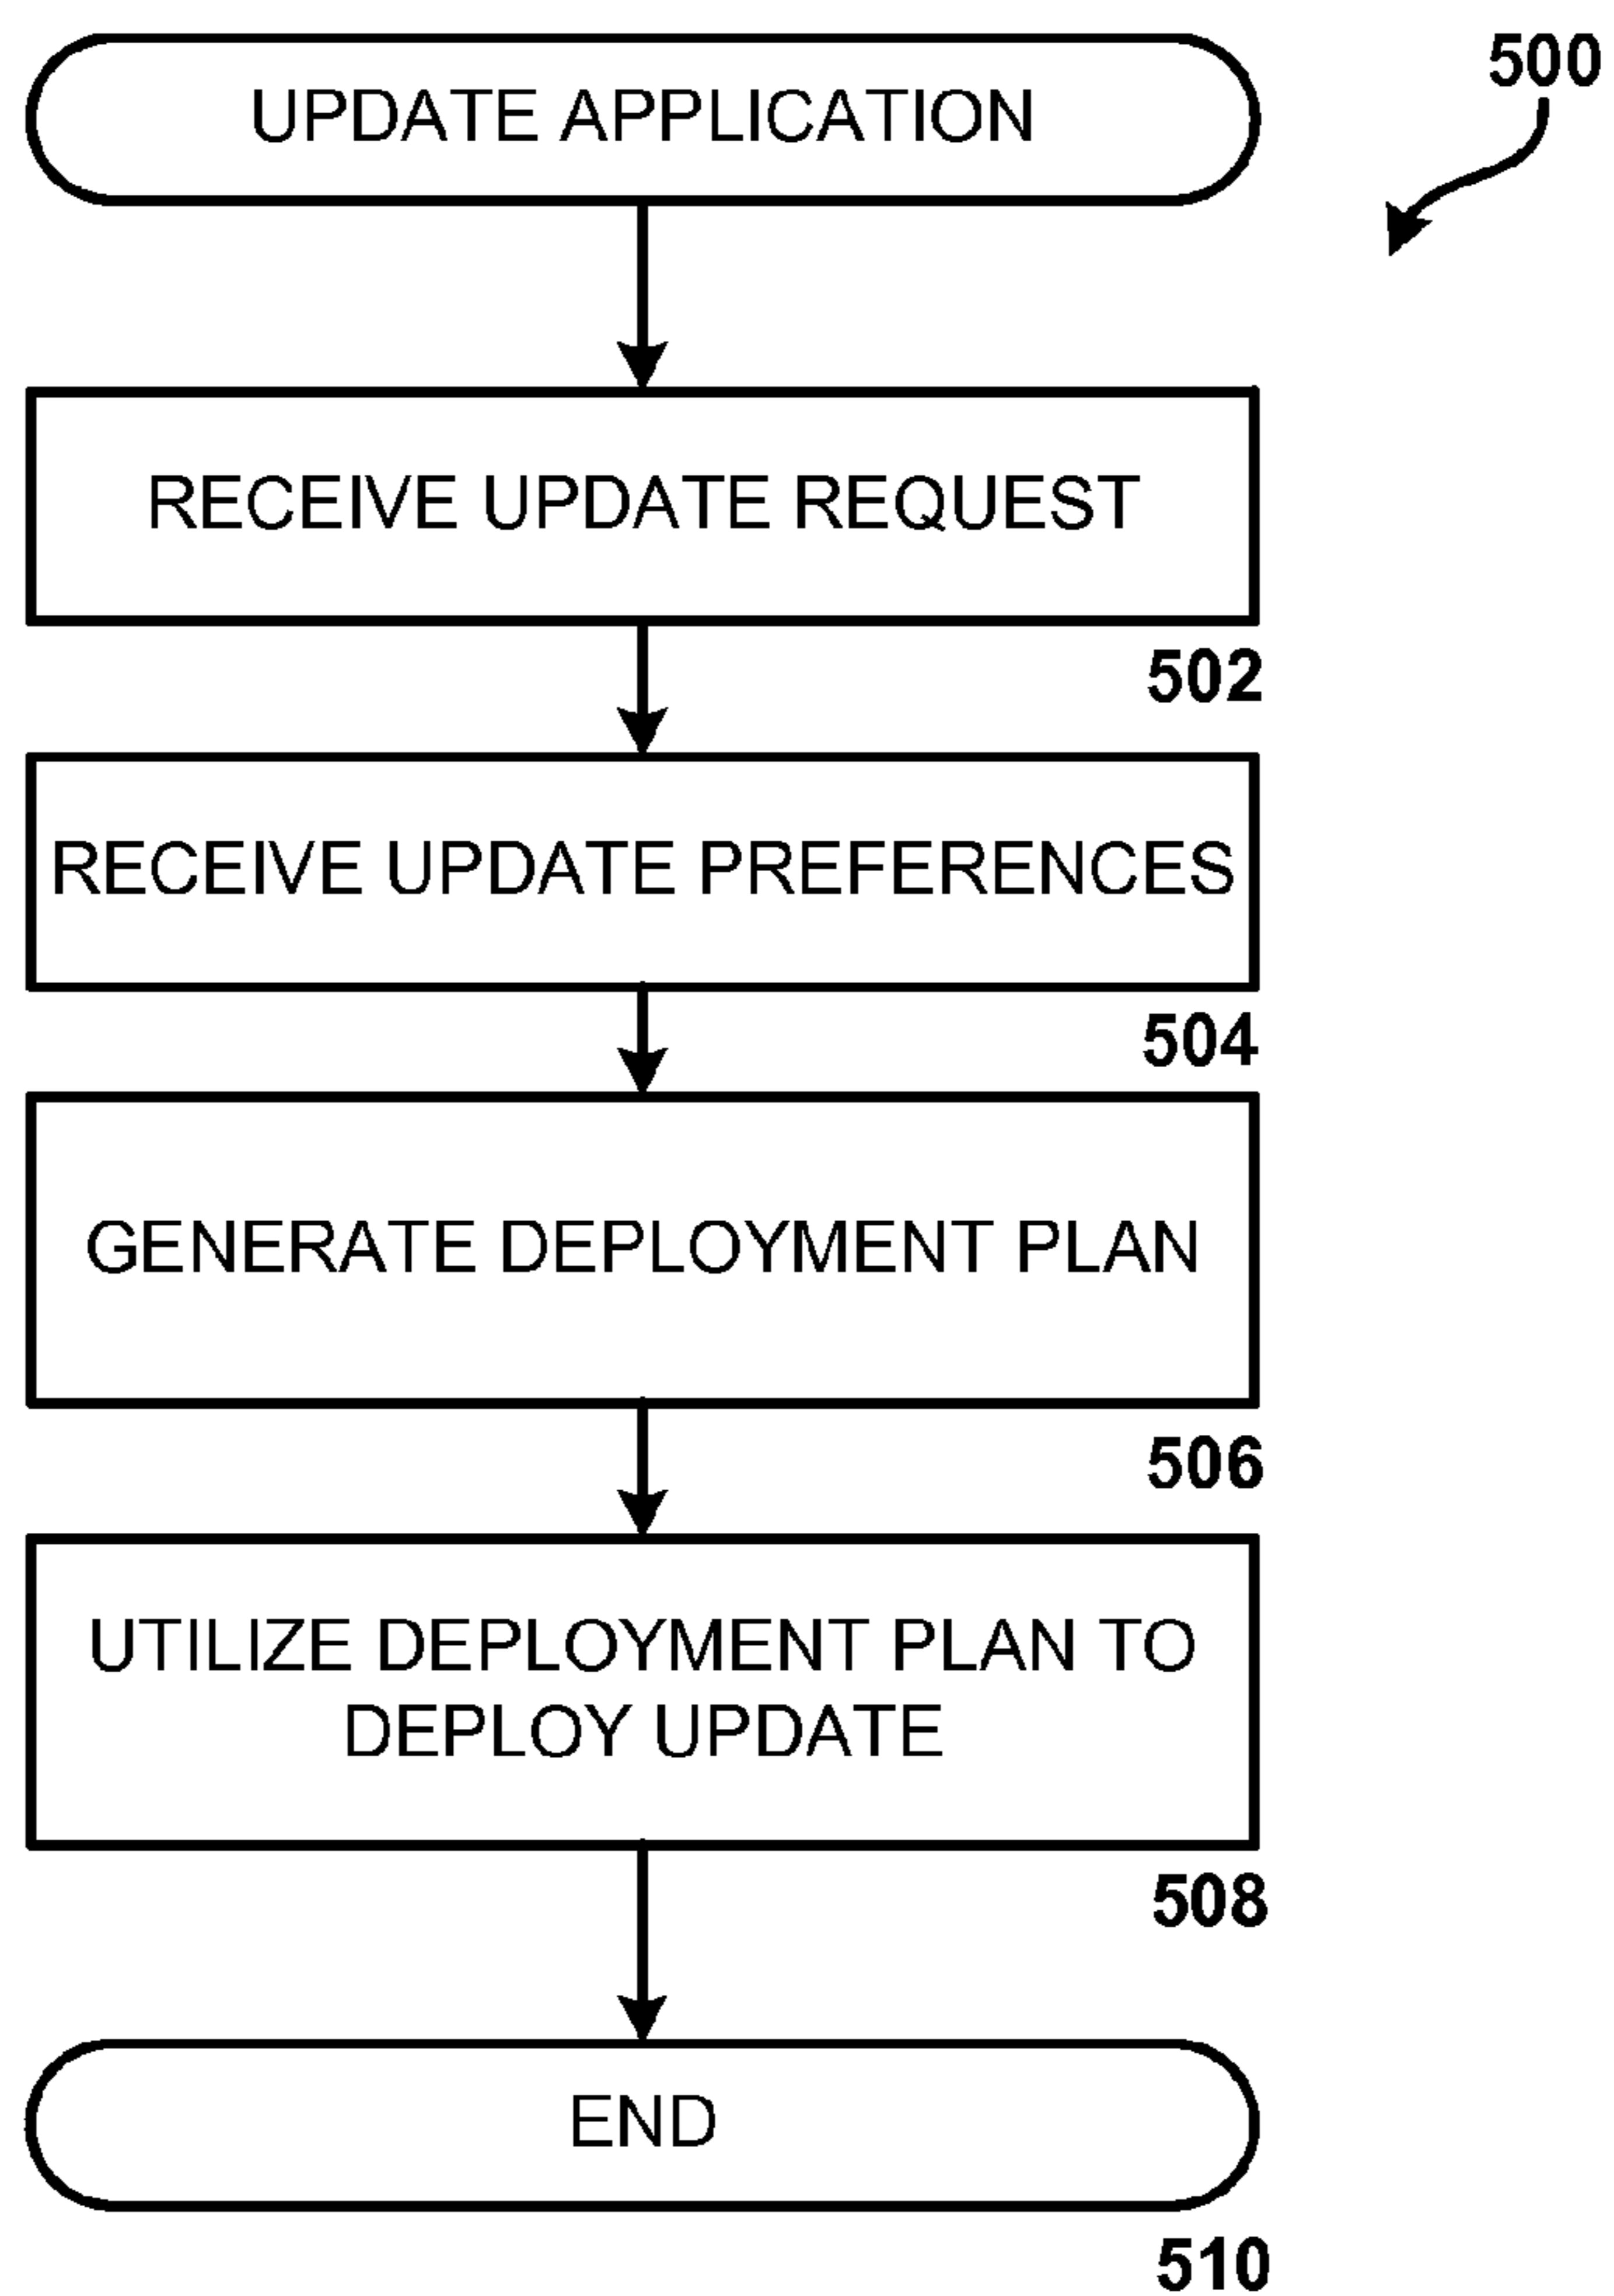 500
UPDATE APPLICATION
RECEIVE UPDATE REQUEST
502
RECEIVE UPDATE PREFERENCES
504
GENERATE DEPLOYMENT PLAN
506
UTILIZE DEPLOYMENT PLAN TO
DEPLOY UPDATE
508
END
510